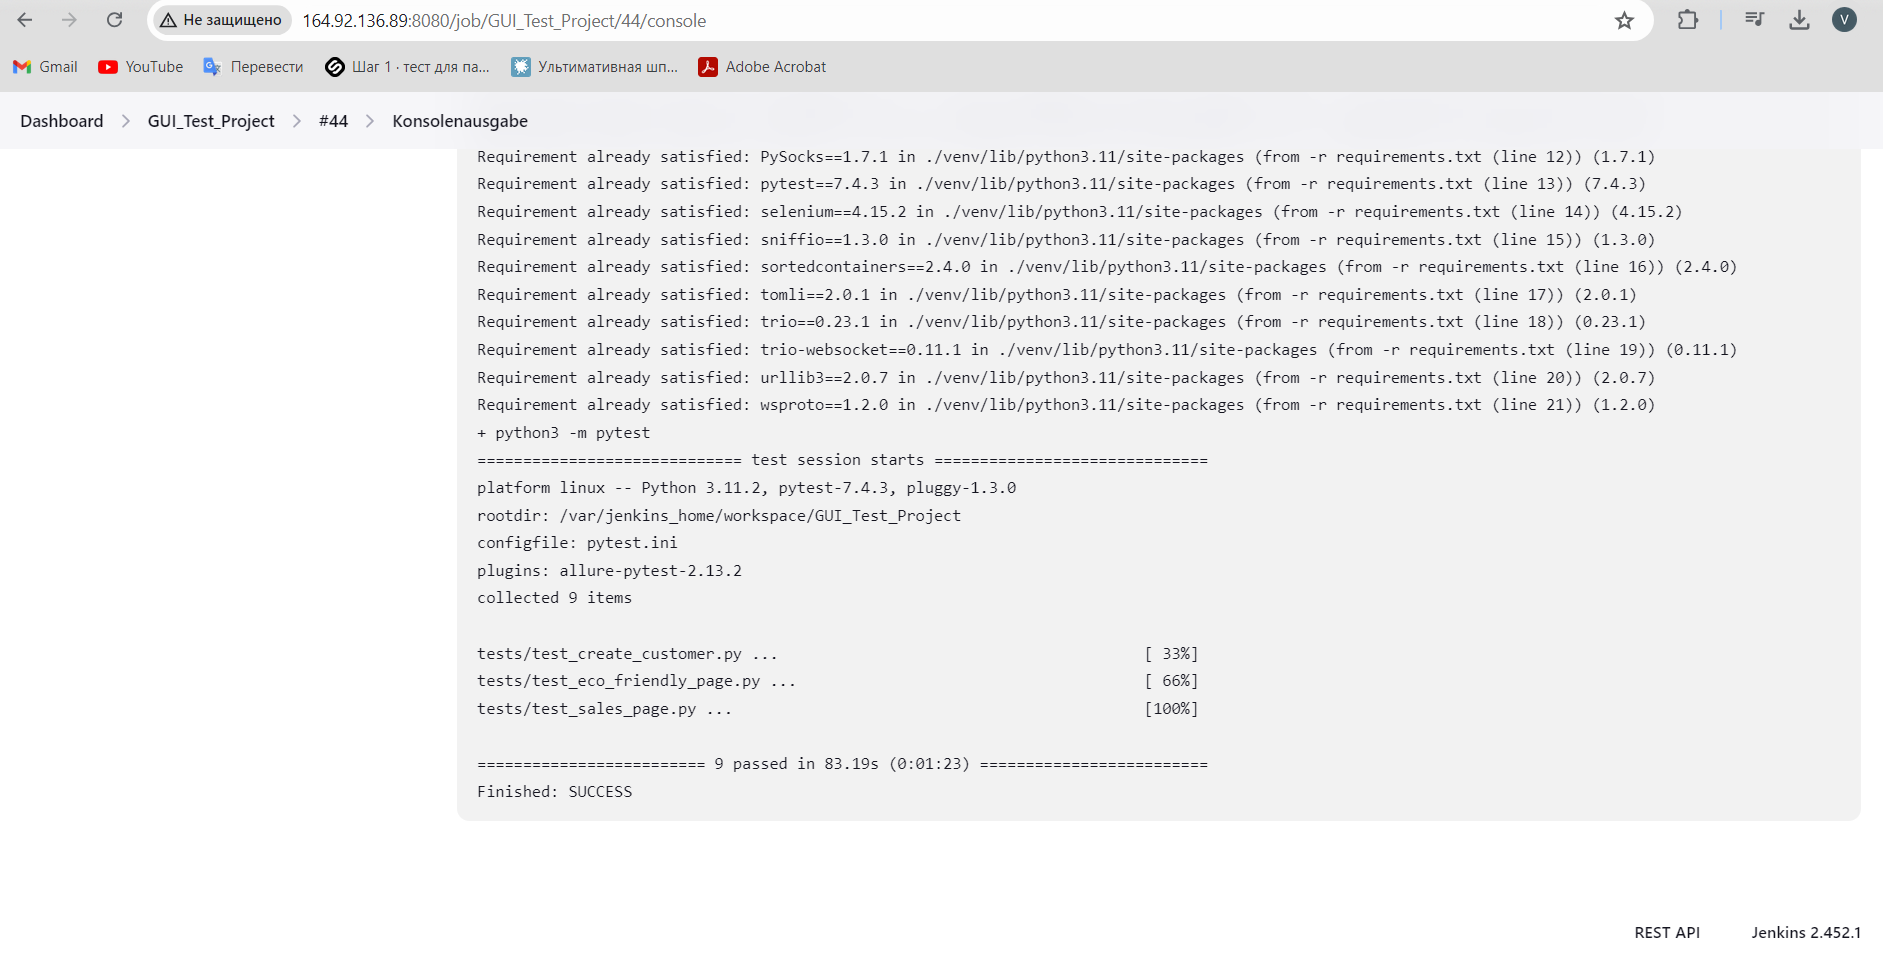 Не защищено 164.92.136.89:8080/job/GUI_Test_Project/44/console V
Gmail YouTube Перевести Шаг 1 · тест для па... Ультимативная шп... Adobe Acrobat
Dashboard GUI_Test_Project #44 Konsolenausgabe
Requirement already satisfied: PySocks==1.7.1 in ./venv/lib/python3.11/site-packages (from -r requirements.txt (line 12)) (1.7.1)
Requirement already satisfied: pytest==7.4.3 in ./venv/lib/python3.11/site-packages (from -r requirements.txt (line 13)) (7.4.3)
Requirement already satisfied: selenium==4.15.2 in ./venv/lib/python3.11/site-packages (from -r requirements.txt (line 14)) (4.15.2)
Requirement already satisfied: sniffio==1.3.0 in ./venv/lib/python3.11/site-packages (from -r requirements.txt (line 15)) (1.3.0)
Requirement already satisfied: sortedcontainers==2.4.0 in ./venv/lib/python3.11/site-packages (from -r requirements.txt (line 16)) (2.4.0)
Requirement already satisfied: tomli==2.0.1 in ./venv/lib/python3.11/site-packages (from -r requirements.txt (line 17)) (2.0.1)
Requirement already satisfied: trio==0.23.1 in ./venv/lib/python3.11/site-packages (from -r requirements.txt (line 18)) (0.23.1)
Requirement already satisfied: trio-websocket==0.11.1 in ./venv/lib/python3.11/site-packages (from -r requirements.txt (line 19)) (0.11.1)
Requirement already satisfied: urllib3==2.0.7 in ./venv/lib/python3.11/site-packages (from -r requirements.txt (line 20)) (2.0.7)
Requirement already satisfied: wsproto==1.2.0 in ./venv/lib/python3.11/site-packages (from -r requirements.txt (line 21)) (1.2.0)
+ python3 -m pytest
============================= test session starts ==============================
platform linux -- Python 3.11.2, pytest-7.4.3, pluggy-1.3.0
rootdir: /var/jenkins_home/workspace/GUI_Test_Project
configfile: pytest.ini
plugins: allure-pytest-2.13.2
collected 9 items
tests/test_create_customer.py ... [ 33%]
tests/test_eco_friendly_page.py ... [ 66%]
tests/test_sales_page.py ... [100%]
========================= 9 passed in 83.19s (0:01:23) =========================
Finished: SUCCESS
REST API Jenkins 2.452.1